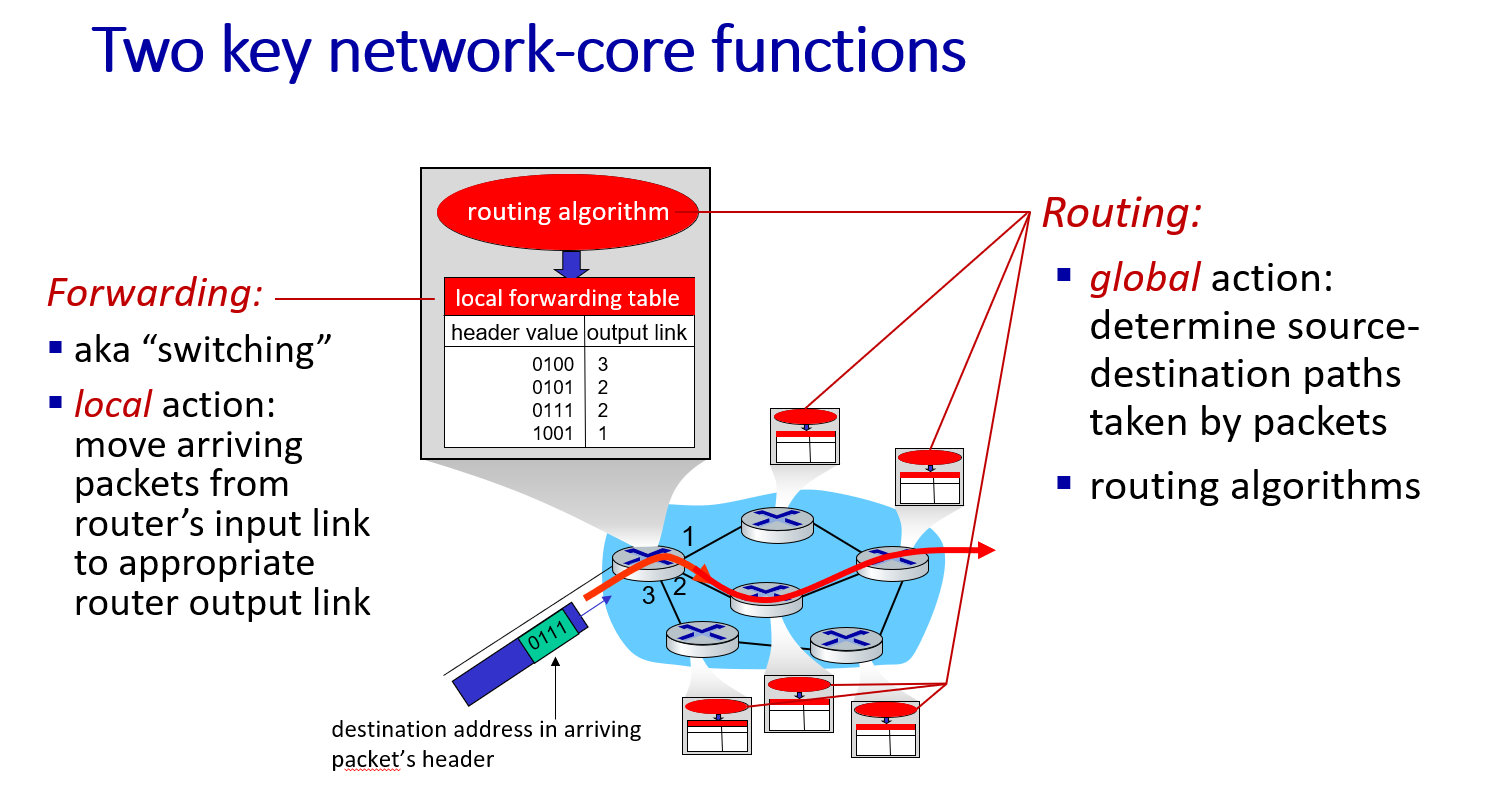 Two key network-core functions
Forwarding:
▪ aka “switching”
▪ local action:
move arriving
packets from
router’s input link
to appropriate
router output link
routing algorithm
local forwarding table
header value output link
0100 3
0101 2
0111 2
1001 1
1
2
3
0111
destination address in arriving
packet’s header
Routing:
▪ global action:
determine source-
destination paths
taken by packets
▪ routing algorithms